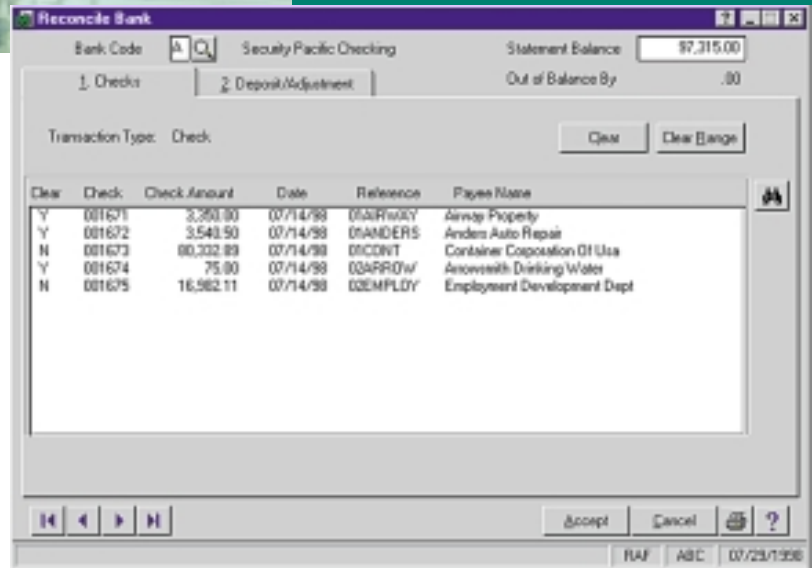 Reconcile Bank
Bank Code A Security Pacific Checking Statement Balance 97,315.00
1. Checks 2. Deposit/Adjustment Out of Balance By .00
Transaction Type: Check Clear Clear Range
Clear Check Check Amount Date Reference Payee Name
Y 001671 3,350.00 07/14/98 01AIRWAY Airway Property
Y 001672 3,540.50 07/14/98 01ANDERS Anders Auto Repair
N 001673 80,332.89 07/14/98 01CONT Container Corporation Of Usa
Y 001674 75.00 07/14/98 02ARROW Arrowsmith Drinking Water
N 001675 16,982.11 07/14/98 02EMPLOY Employment Development Dept
Accept Cancel ?
RAF ABC 07/29/1998